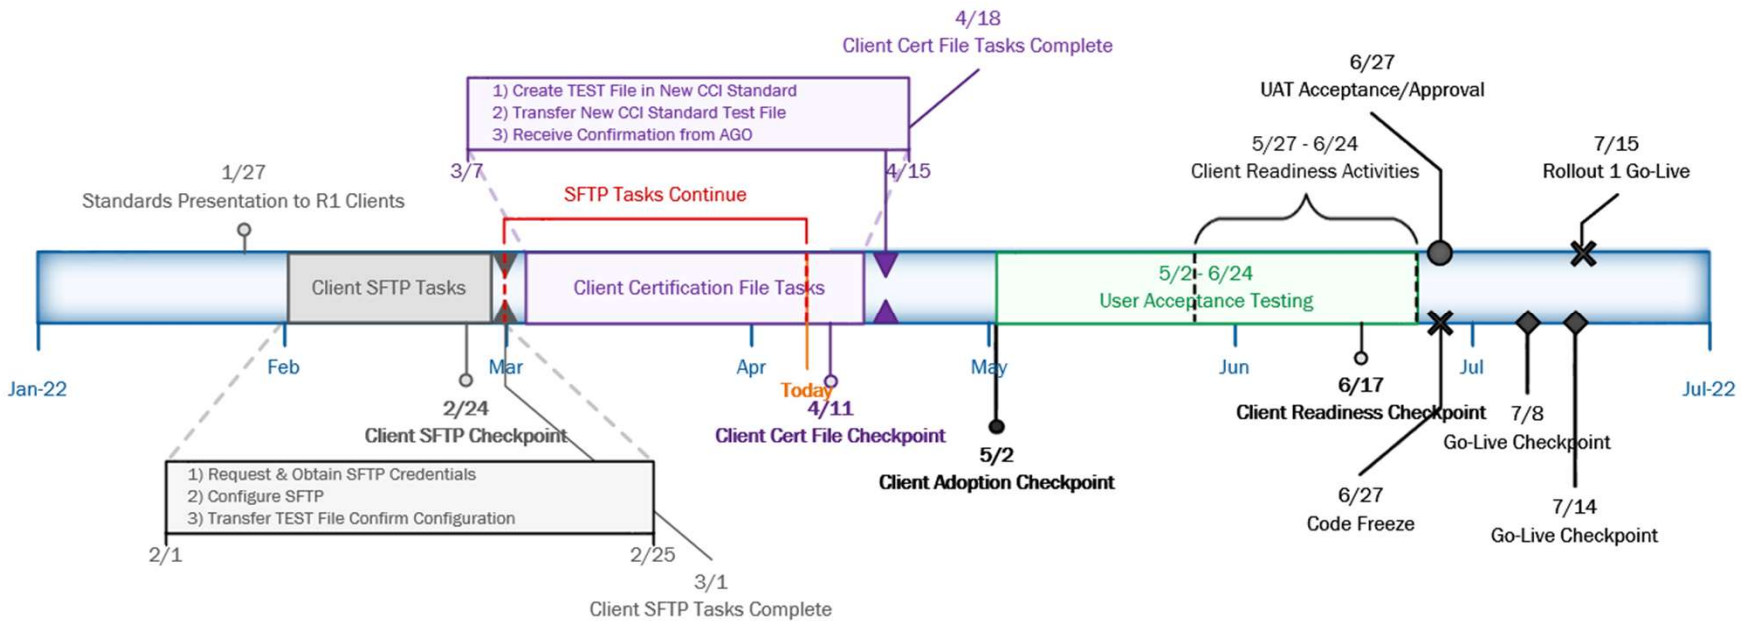 4/18
Client Cert File Tasks Complete
6/27
UAT Acceptance/Approval
1) Create TEST File in New CCI Standard
2) Transfer New CCI Standard Test File
3) Receive Confirmation from AGO
5/27 - 6/24
Client Readiness Activities
7/15
Rollout 1 Go-Live
1/27
Standards Presentation to R1 Clients
3/7
4/15
SFTP Tasks Continue
Client SFTP Tasks
Client Certification File Tasks
5/2 - 6/24
User Acceptance Testing
Jan-22
Feb
Mar
Apr
May
Jun
Jul
Jul-22
Today
2/24
Client SFTP Checkpoint
4/11
Client Cert File Checkpoint
5/2
Client Adoption Checkpoint
6/17
Client Readiness Checkpoint
7/8
Go-Live Checkpoint
1) Request & Obtain SFTP Credentials
2) Configure SFTP
3) Transfer TEST File Confirm Configuration
2/1
2/25
6/27
Code Freeze
7/14
Go-Live Checkpoint
3/1
Client SFTP Tasks Complete